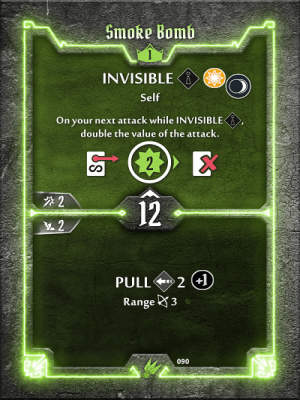 Smoke Bomb
1
INVISIBLE
Self
On your next attack while INVISIBLE ,
double the value of the attack.
S 2
2
12
2
PULL 2 +1
Range 3
090